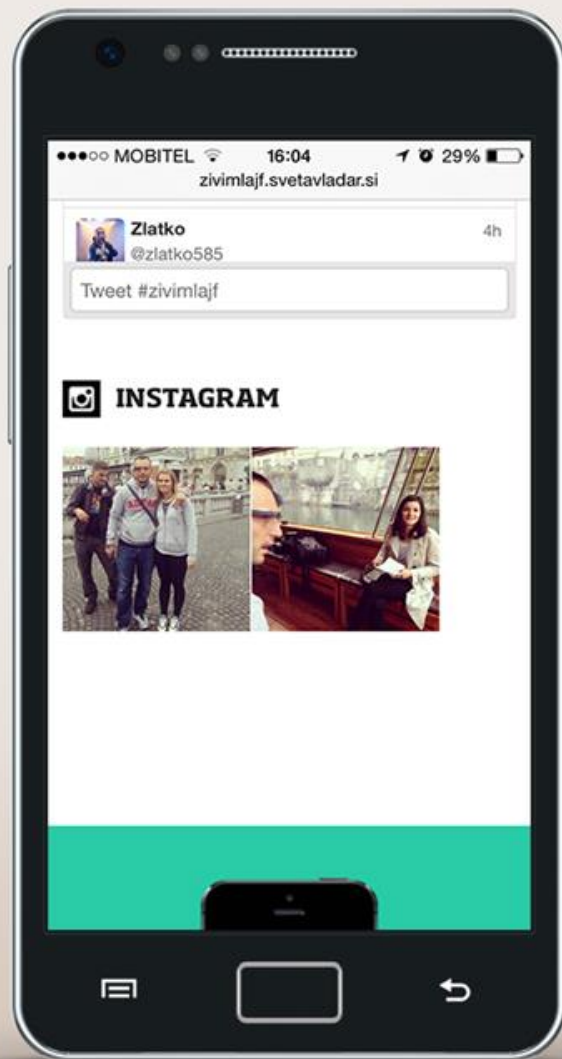 MOBITEL 16:04 29%
zivimlajf.svetavladar.si
Zlatko 4h
@zlatko585
Tweet #zivimlajf
INSTAGRAM